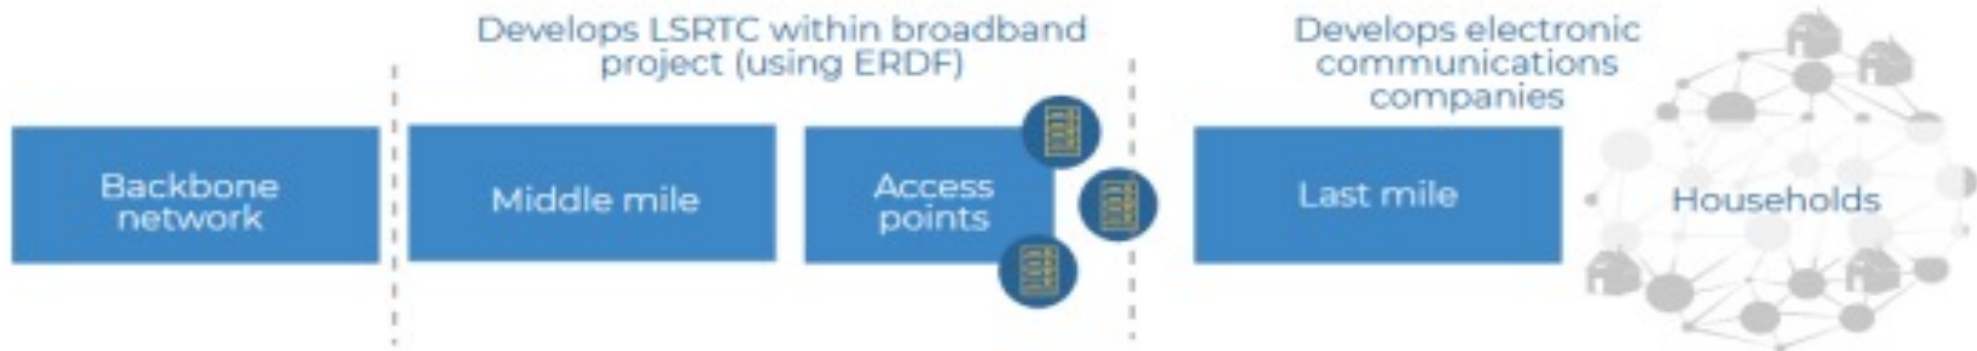 Develops LSRTC within broadband
project (using ERDF)
Develops electronic
communications
companies
Backbone
network
Middle mile
Access
points
Last mile
Households